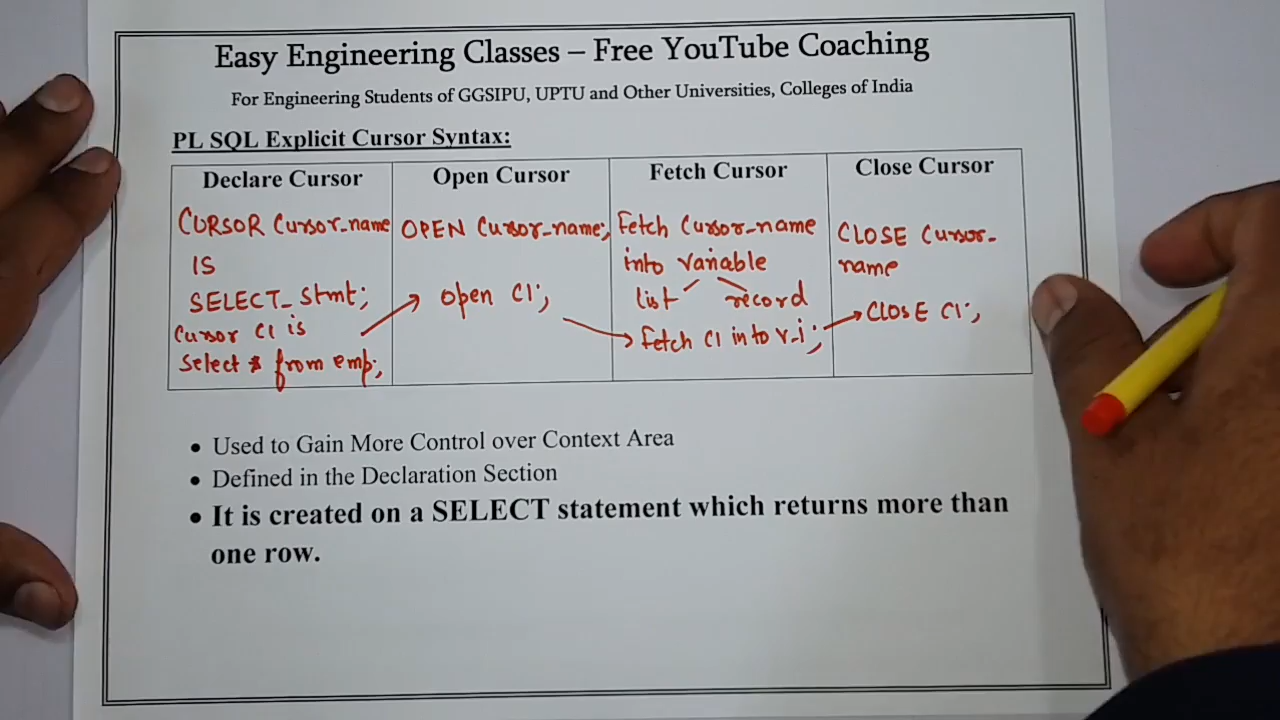 Easy Engineering Classes – Free YouTube Coaching
For Engineering Students of GGSIPU, UPTU and Other Universities, Colleges of India
PL SQL Explicit Cursor Syntax:
Declare Cursor
CURSOR Cursor_name
IS
SELECT_Stmt;
Cursor C1 is
Select * from emp;
Open Cursor
OPEN Cursor_name;
open C1;
Fetch Cursor
Fetch Cursor_name
into variable
list record
Fetch C1 into v_i;
Close Cursor
CLOSE Cursor_
name
CLOSE C1;
• Used to Gain More Control over Context Area
• Defined in the Declaration Section
• It is created on a SELECT statement which returns more than
one row.